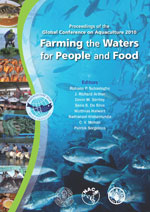 Proceedings of the
Global Conference on Aquaculture 2010
Farming the Waters
for People and Food
Editors
Rohana P. Subasinghe
J. Richard Arthur
Devin M. Bartley
Sena S. De Silva
Matthias Halwart
Nathanael Hishamunda
C. V. Mohan
Patrick Sorgeloos